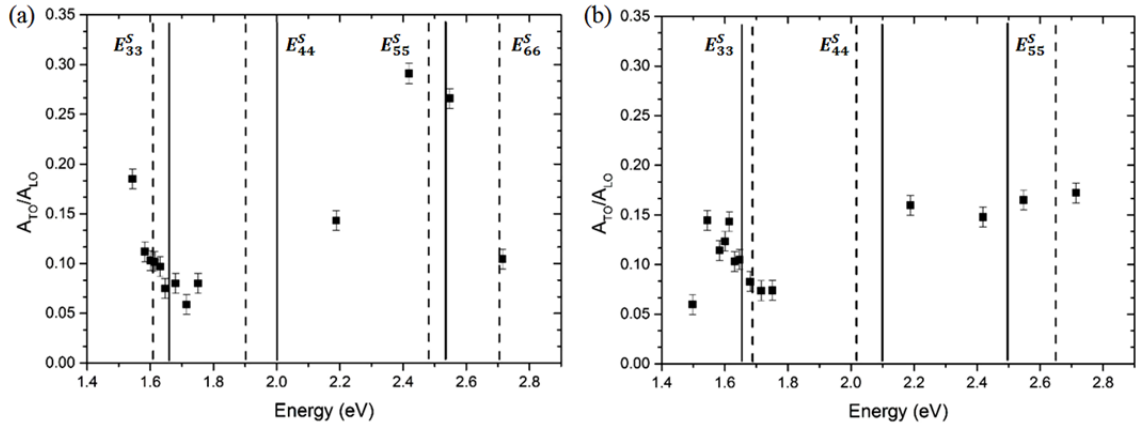 (a)
0.35
0.30
0.25
0.20
0.15
0.10
0.05
0.00
A_TO/A_LO
E^S_33
E^S_44
E^S_55
E^S_66
1.4 1.6 1.8 2.0 2.2 2.4 2.6 2.8
Energy (eV)
(b)
0.35
0.30
0.25
0.20
0.15
0.10
0.05
0.00
A_TO/A_LO
E^S_33
E^S_44
E^S_55
1.4 1.6 1.8 2.0 2.2 2.4 2.6 2.8
Energy (eV)